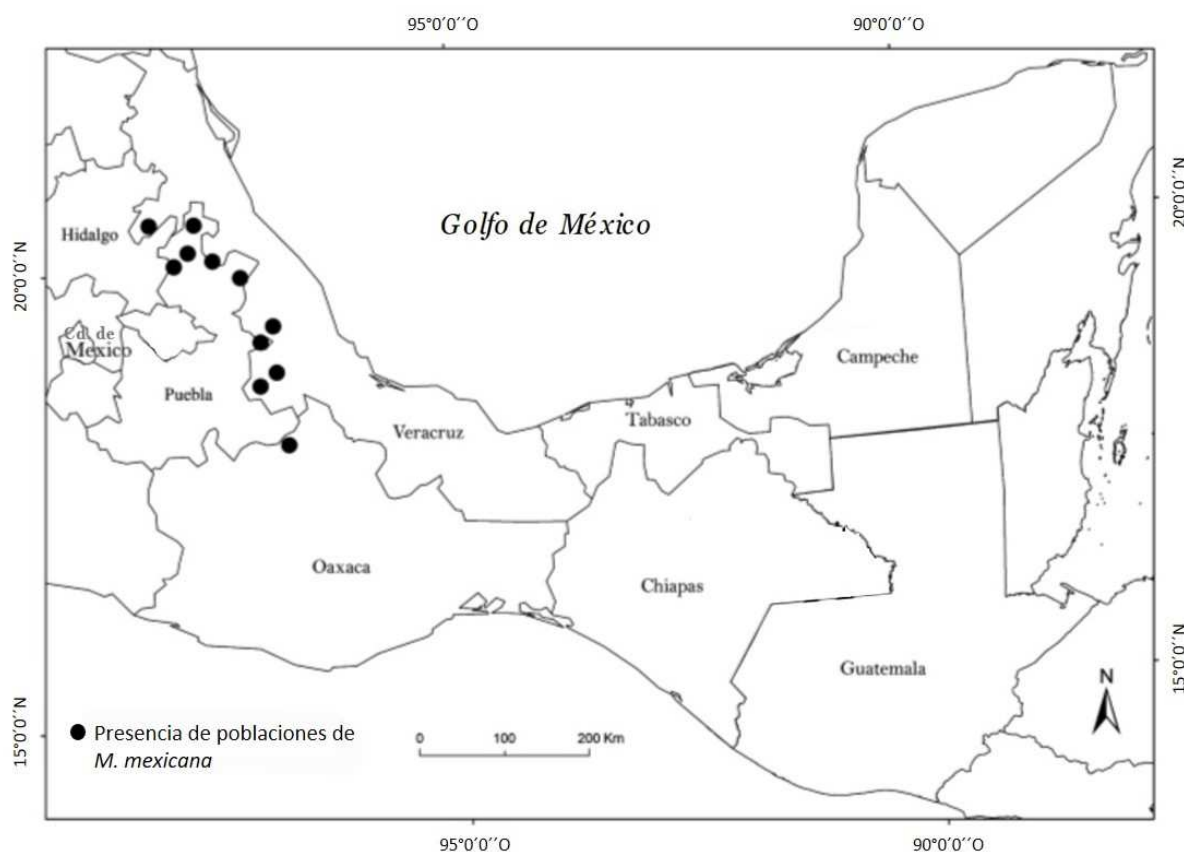 95°0'0´´O
90°0'0´´O
20°0'0´´N
20°0'0´´N
Golfo de México
Hidalgo
Cd. de
Mexico
Puebla
Campeche
Veracruz
Tabasco
Oaxaca
Chiapas
Guatemala
15°0'0´´N
15°0'0´´N
N
Presencia de poblaciones de
M. mexicana
0 100 200 Km
95°0'0´´O
90°0'0´´O